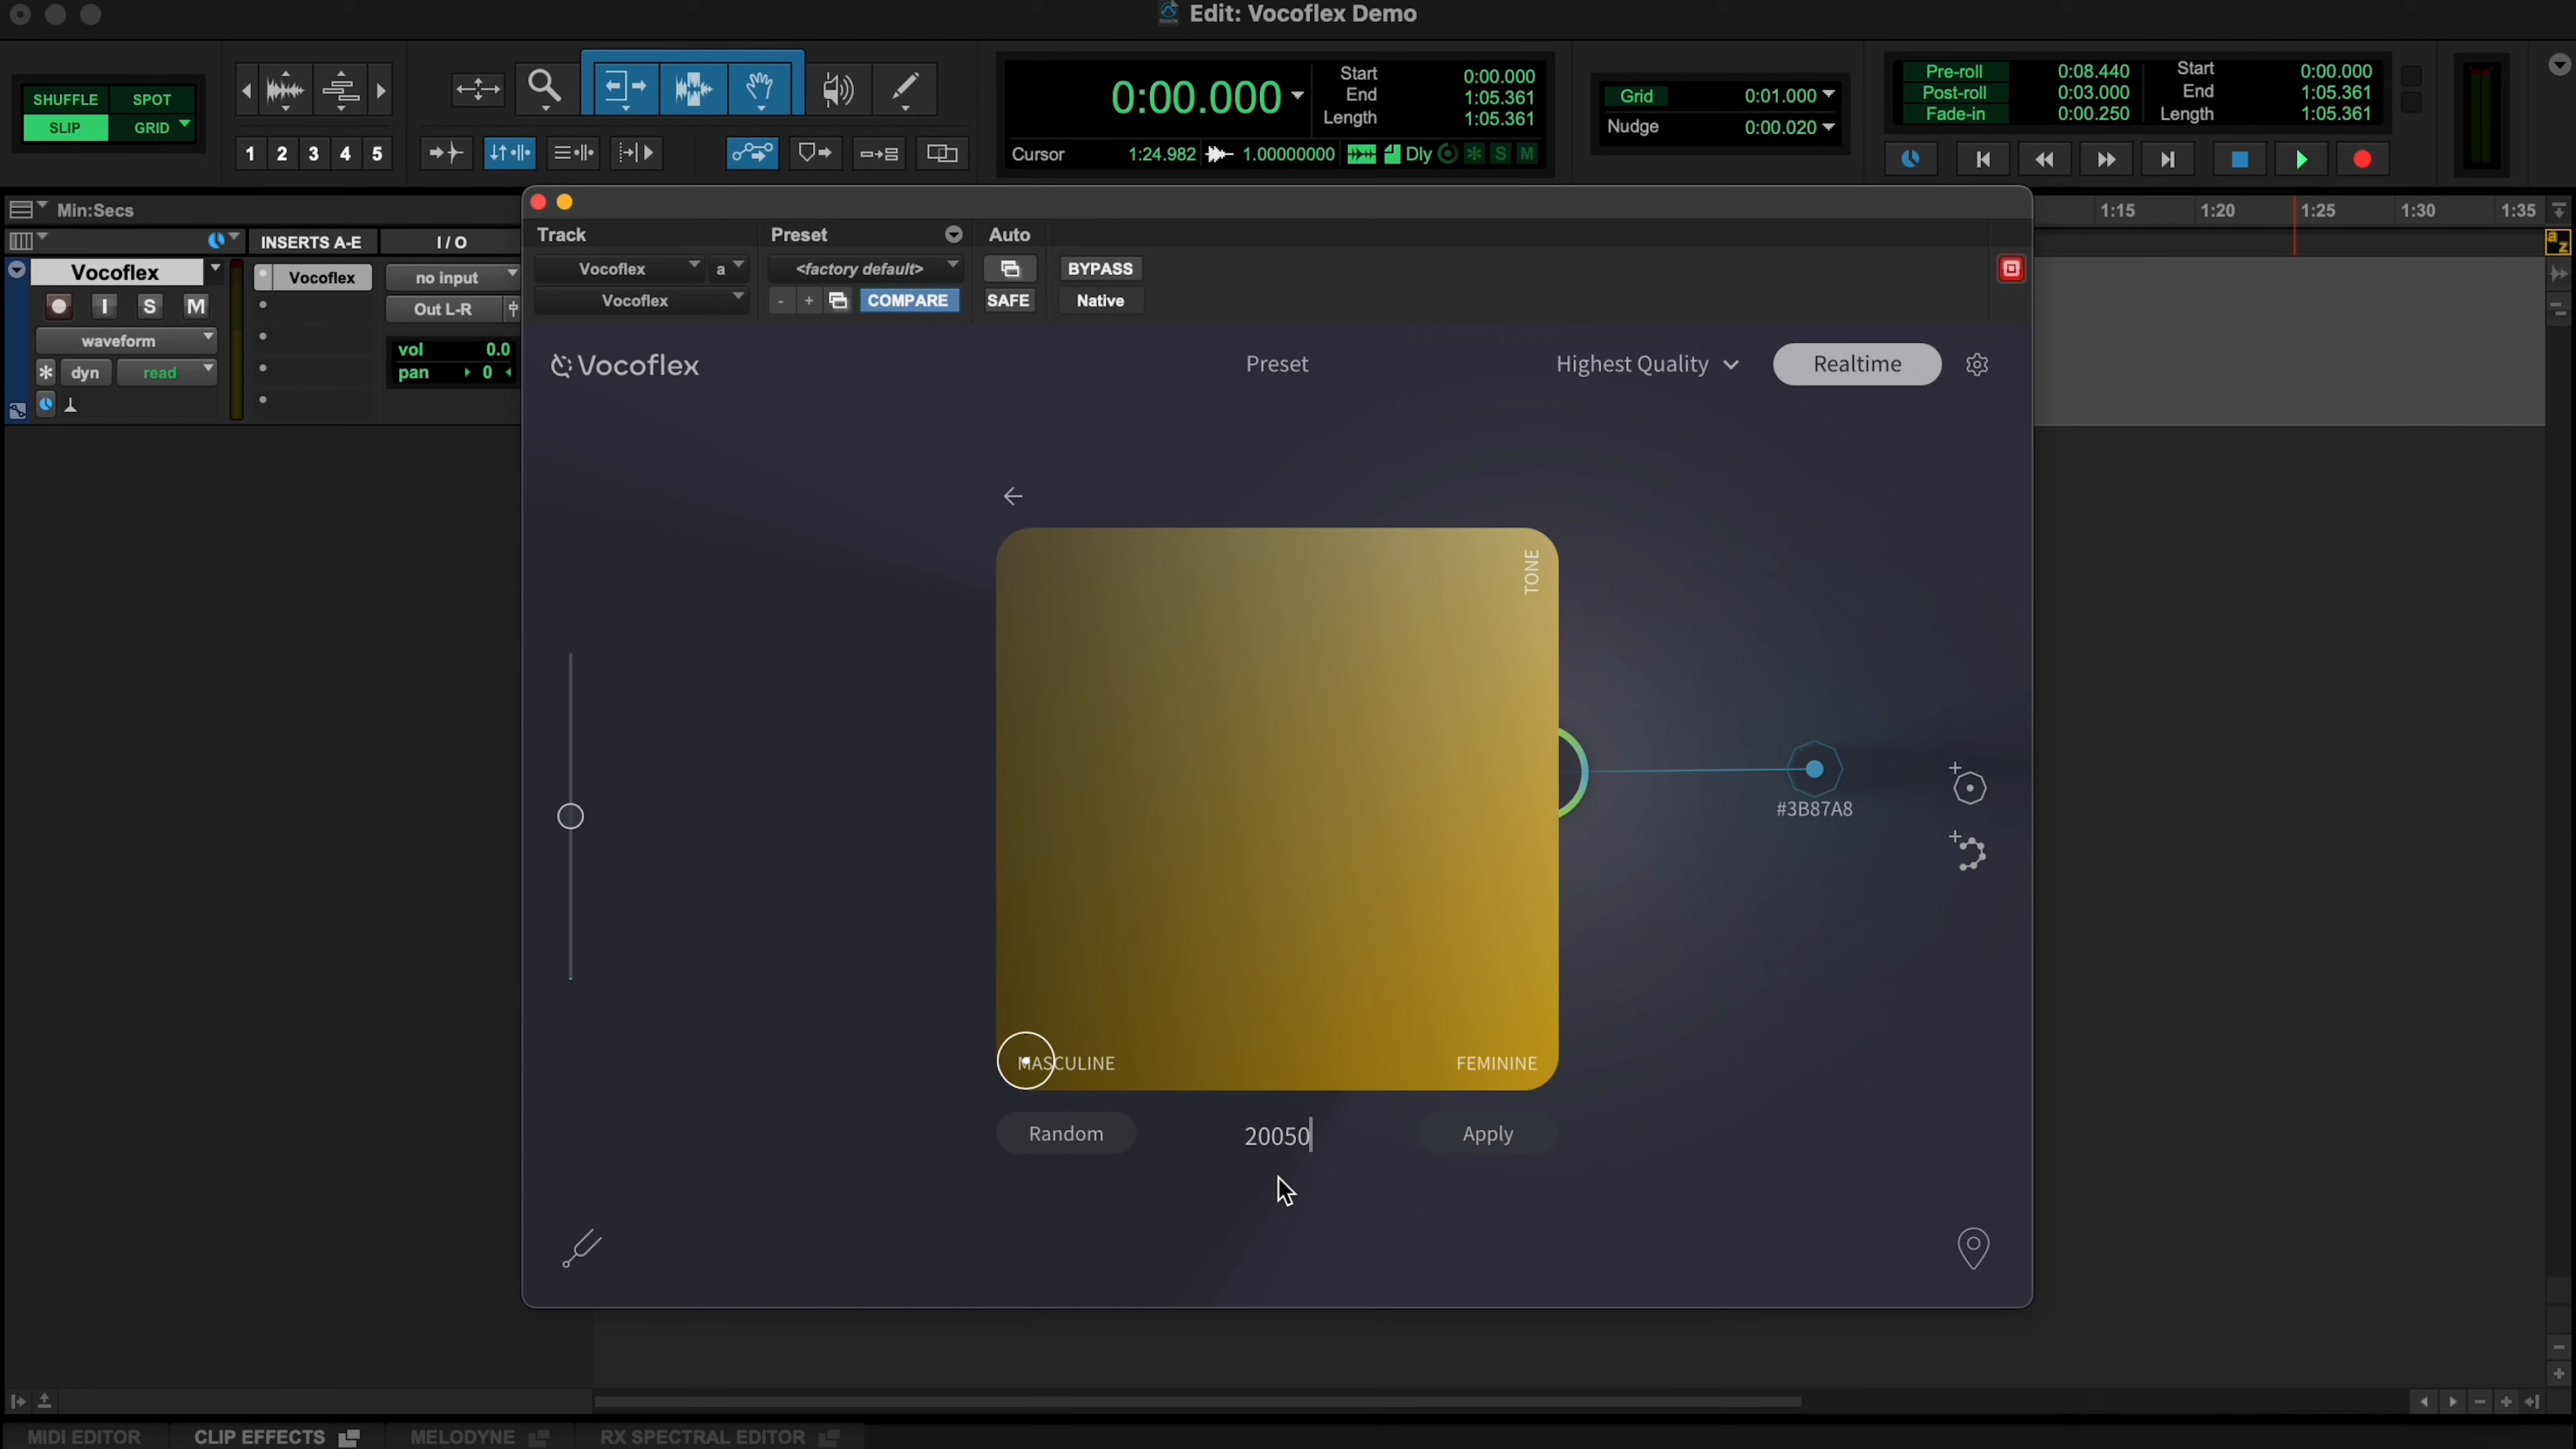 Edit: Vocoflex Demo
SHUFFLE SPOT
SLIP GRID
1 2 3 4 5
0:00.000
Start 0:00.000
End 1:05.361
Length 1:05.361
Cursor 1:24.982 1.00000000 Dly S M
Grid 0:01.000
Nudge 0:00.020
Pre-roll 0:08.440
Post-roll 0:03.000
Fade-in 0:00.250
Start 0:00.000
End 1:05.361
Length 1:05.361
Min:Secs
1:15 1:20 1:25 1:30 1:35
INSERTS A-E I / O
a z
Vocoflex
I S M
waveform
dyn read
Vocoflex
no input
Out L-R
vol 0.0
pan 0
Track Preset Auto
Vocoflex a <factory default> BYPASS
Vocoflex - + COMPARE SAFE Native
Vocoflex
Preset
Highest Quality
Realtime
TONE
#3B87A8
MASCULINE
FEMININE
Random
20050
Apply
MIDI EDITOR CLIP EFFECTS MELODYNE RX SPECTRAL EDITOR